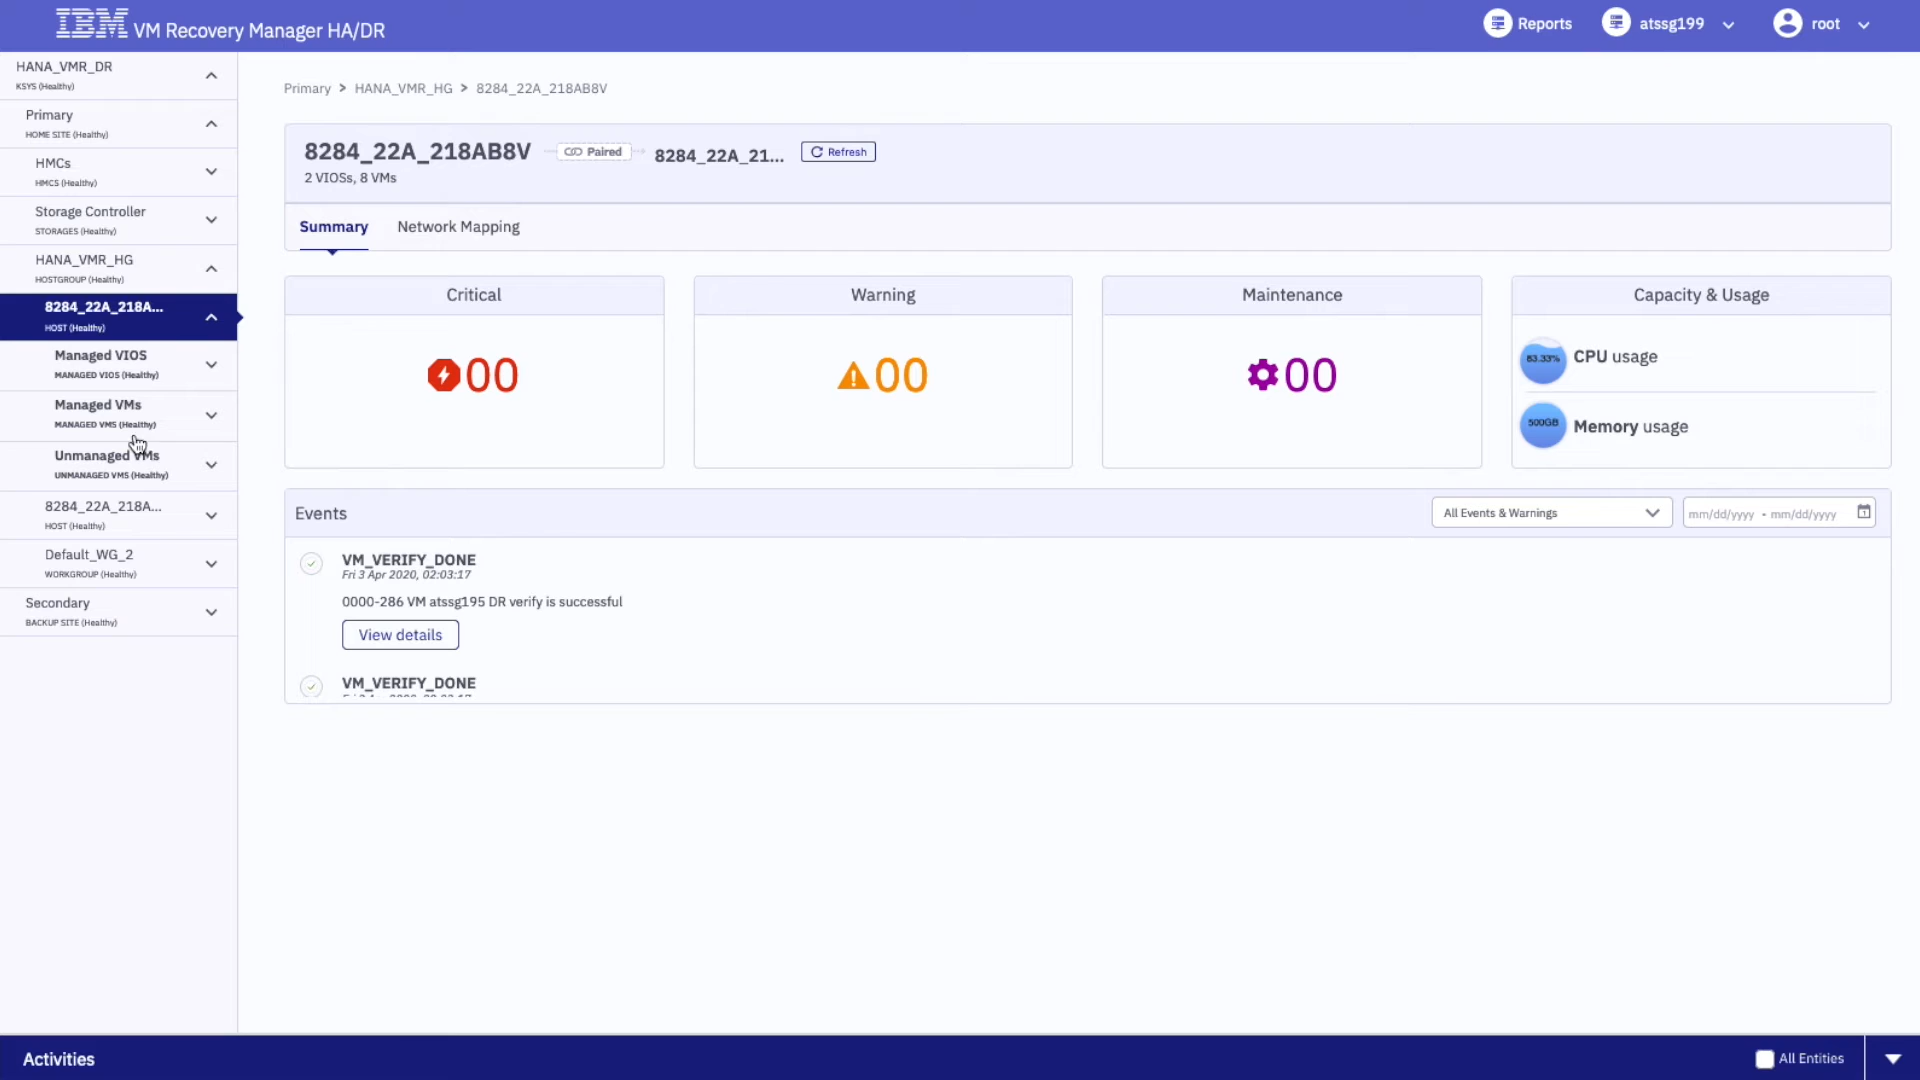 IBM VM Recovery Manager HA/DR
Reports
atssg199
root
HANA_VMR_DR
KSYS (Healthy)
Primary
HOME SITE (Healthy)
HMCs
HMCS (Healthy)
Storage Controller
STORAGES (Healthy)
HANA_VMR_HG
HOSTGROUP (Healthy)
8284_22A_218A...
HOST (Healthy)
Managed VIOS
MANAGED VIOS (Healthy)
Managed VMs
MANAGED VMS (Healthy)
Unmanaged VMs
UNMANAGED VMS (Healthy)
8284_22A_218A...
HOST (Healthy)
Default_WG_2
WORKGROUP (Healthy)
Secondary
BACKUP SITE (Healthy)
Primary > HANA_VMR_HG > 8284_22A_218AB8V
8284_22A_218AB8V Paired 8284_22A_21... Refresh
2 VIOSs, 8 VMs
Summary Network Mapping
Critical
00
Warning
00
Maintenance
00
Capacity & Usage
83.33% CPU usage
500GB Memory usage
Events
All Events & Warnings
mm/dd/yyyy - mm/dd/yyyy
VM_VERIFY_DONE
Fri 3 Apr 2020, 02:03:17
0000-286 VM atssg195 DR verify is successful
View details
VM_VERIFY_DONE
Activities
All Entities